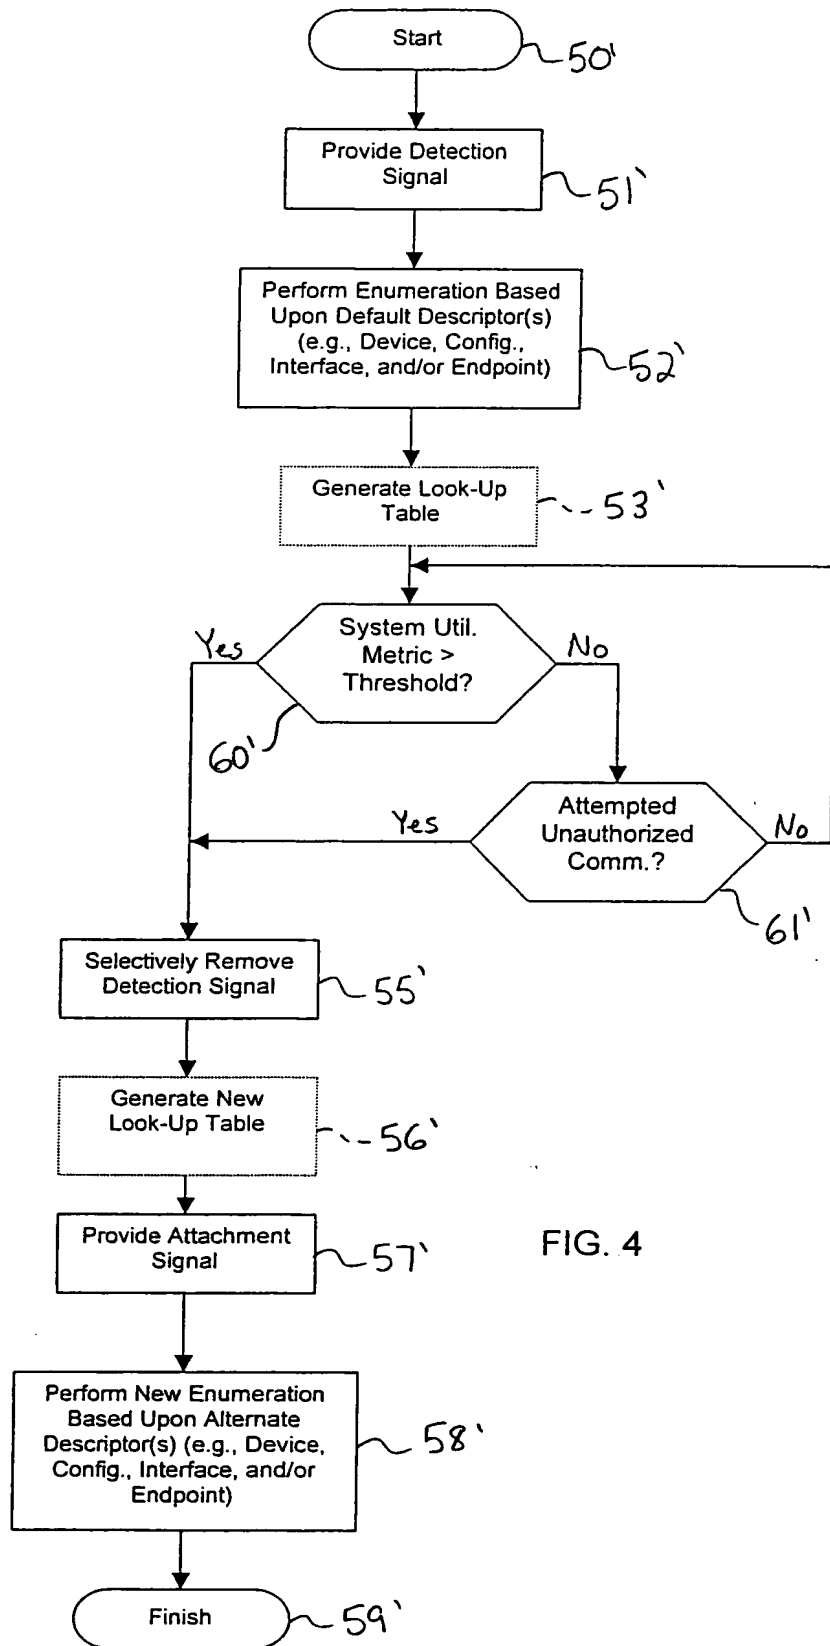 Start
50'
Provide Detection
Signal
51'
Perform Enumeration Based
Upon Default Descriptor(s)
(e.g., Device, Config.,
Interface, and/or Endpoint)
52'
Generate Look-Up
Table
53'
System Util.
Metric >
Threshold?
Yes
No
60'
Attempted
Unauthorized
Comm.?
Yes
No
61'
Selectively Remove
Detection Signal
55'
Generate New
Look-Up Table
56'
Provide Attachment
Signal
57'
FIG. 4
Perform New Enumeration
Based Upon Alternate
Descriptor(s) (e.g., Device,
Config., Interface, and/or
Endpoint)
58'
Finish
59'